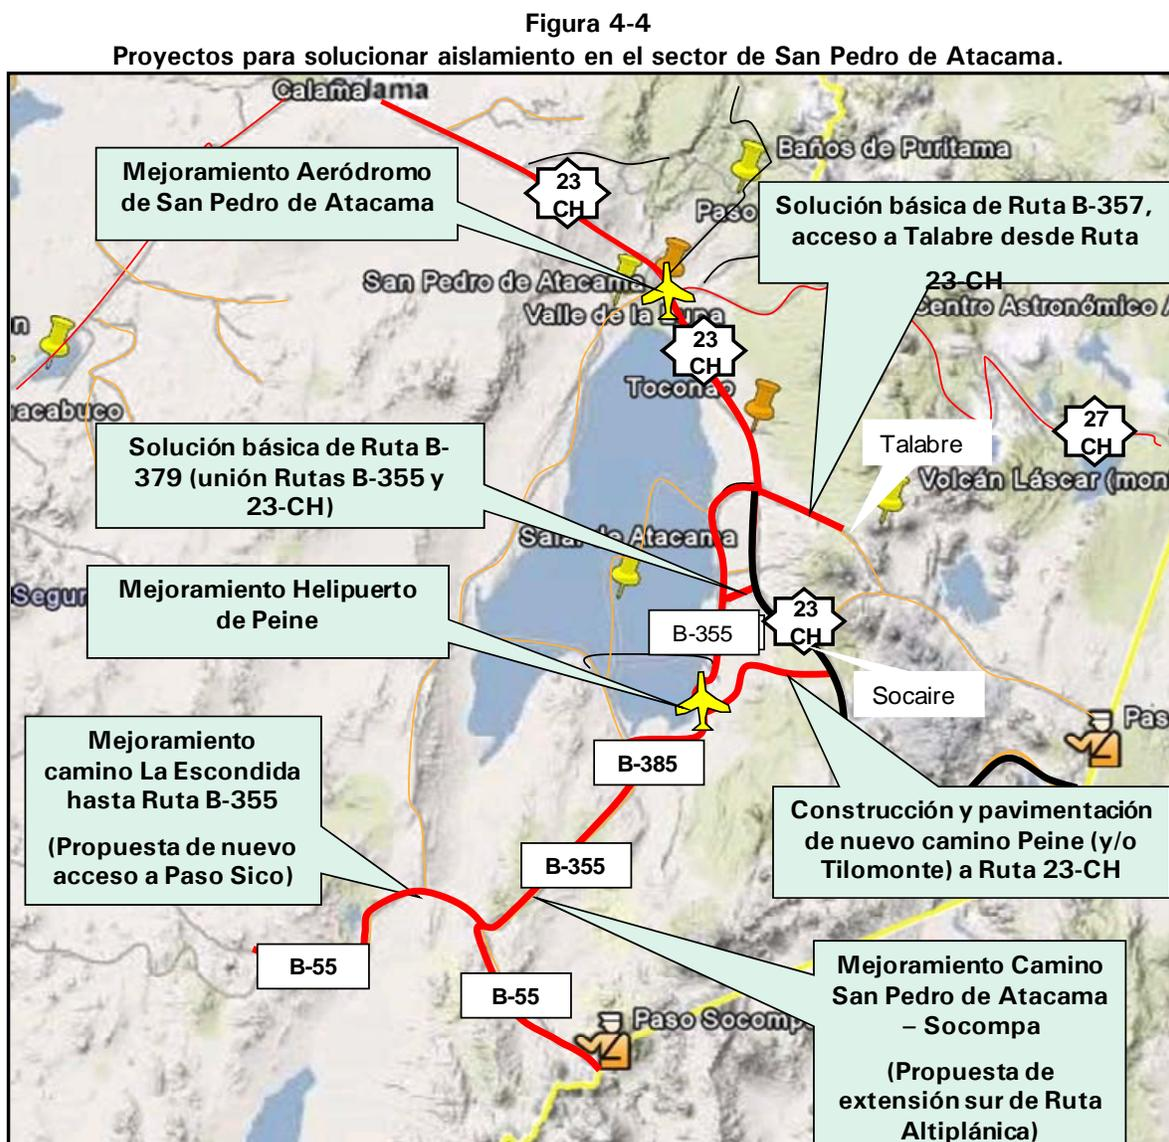 Figura 4-4
Proyectos para solucionar aislamiento en el sector de San Pedro de Atacama.
Calama
Mejoramiento Aeródromo
de San Pedro de Atacama
23
CH
Baños de Puritama
Paso
Solución básica de Ruta B-357,
acceso a Talabre desde Ruta
23-CH
San Pedro de Atacama
Valle de la Luna
Centro Astronómico
23
CH
Toconao
27
CH
Solución básica de Ruta B-
379 (unión Rutas B-355 y
23-CH)
Talabre
Volcán Láscar (mon
Salar de Atacama
Mejoramiento Helipuerto
de Peine
Segur
23
CH
B-355
Socaire
Pas
Mejoramiento
camino La Escondida
hasta Ruta B-355
(Propuesta de nuevo
acceso a Paso Sico)
B-385
Construcción y pavimentación
de nuevo camino Peine (y/o
Tilomonte) a Ruta 23-CH
B-355
B-55
B-55
Paso Socomp
Mejoramiento Camino
San Pedro de Atacama
– Socompa
(Propuesta de
extensión sur de Ruta
Altiplánica)